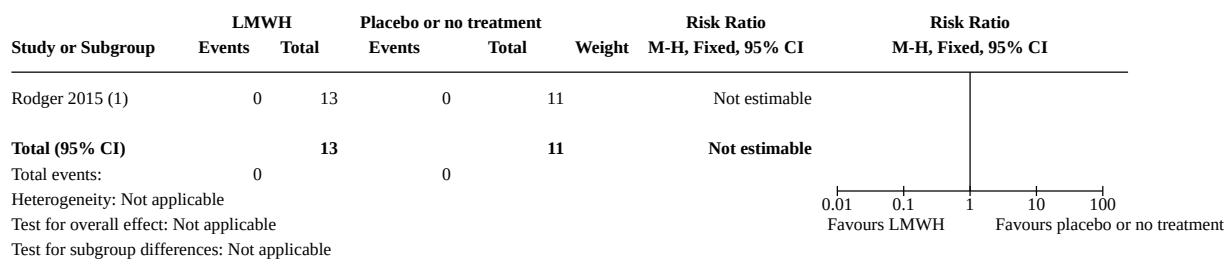 LMWH Placebo or no treatment Risk Ratio Risk Ratio
Study or Subgroup Events Total Events Total Weight M-H, Fixed, 95% CI M-H, Fixed, 95% CI
Rodger 2015 (1) 0 13 0 11 Not estimable
Total (95% CI) 13 11 Not estimable
Total events: 0 0
Heterogeneity: Not applicable
Test for overall effect: Not applicable
Test for subgroup differences: Not applicable
0.01 0.1 1 10 100
Favours LMWH Favours placebo or no treatment